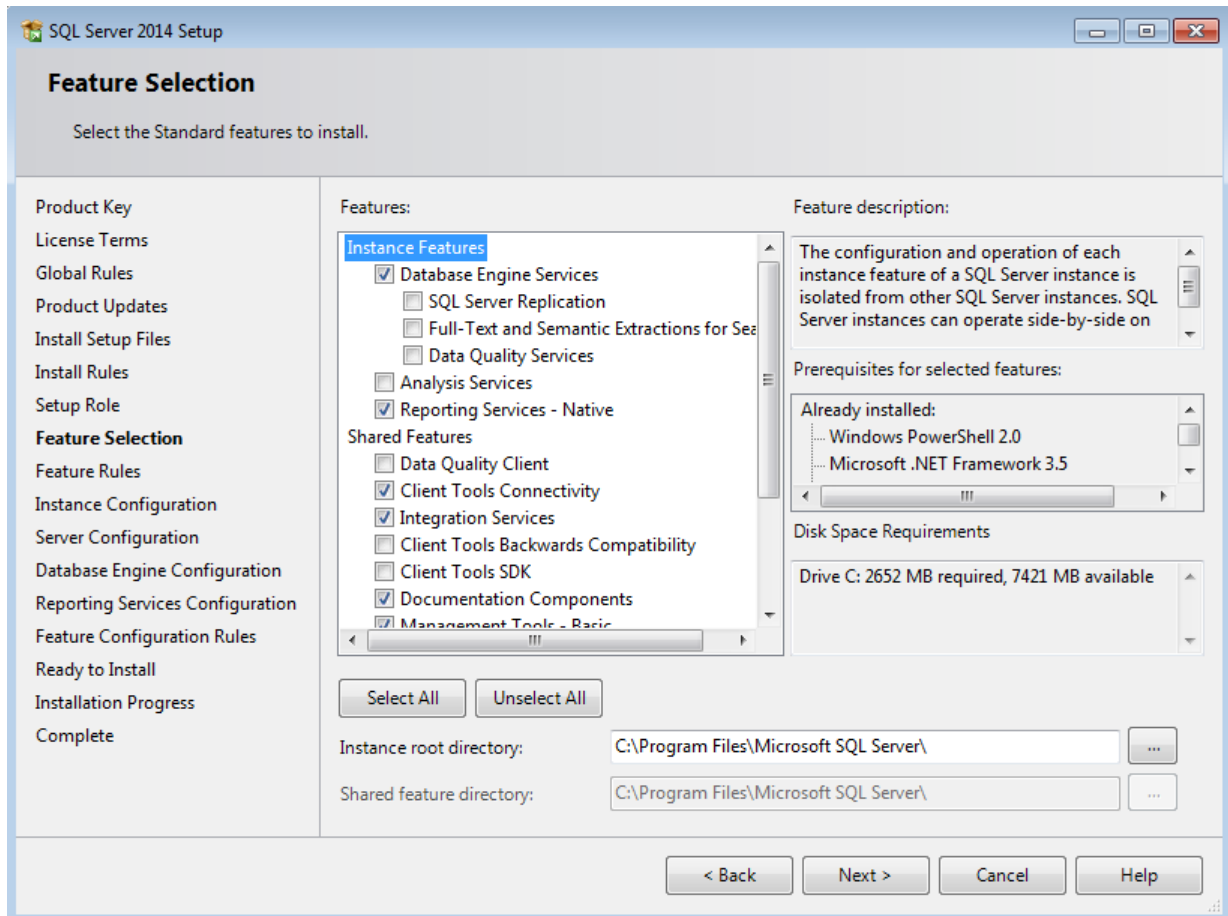 SQL Server 2014 Setup
Feature Selection
Select the Standard features to install.
Product Key
License Terms
Global Rules
Product Updates
Install Setup Files
Install Rules
Setup Role
Feature Selection
Feature Rules
Instance Configuration
Server Configuration
Database Engine Configuration
Reporting Services Configuration
Feature Configuration Rules
Ready to Install
Installation Progress
Complete
Features:
Instance Features
Database Engine Services
SQL Server Replication
Full-Text and Semantic Extractions for Sea
Data Quality Services
Analysis Services
Reporting Services - Native
Shared Features
Data Quality Client
Client Tools Connectivity
Integration Services
Client Tools Backwards Compatibility
Client Tools SDK
Documentation Components
Management Tools - Basic
Feature description:
The configuration and operation of each
instance feature of a SQL Server instance is
isolated from other SQL Server instances. SQL
Server instances can operate side-by-side on
Prerequisites for selected features:
Already installed:
Windows PowerShell 2.0
Microsoft .NET Framework 3.5
Disk Space Requirements
Drive C: 2652 MB required, 7421 MB available
Select All
Unselect All
Instance root directory:
C:\Program Files\Microsoft SQL Server\
...
Shared feature directory:
C:\Program Files\Microsoft SQL Server\
...
< Back
Next >
Cancel
Help